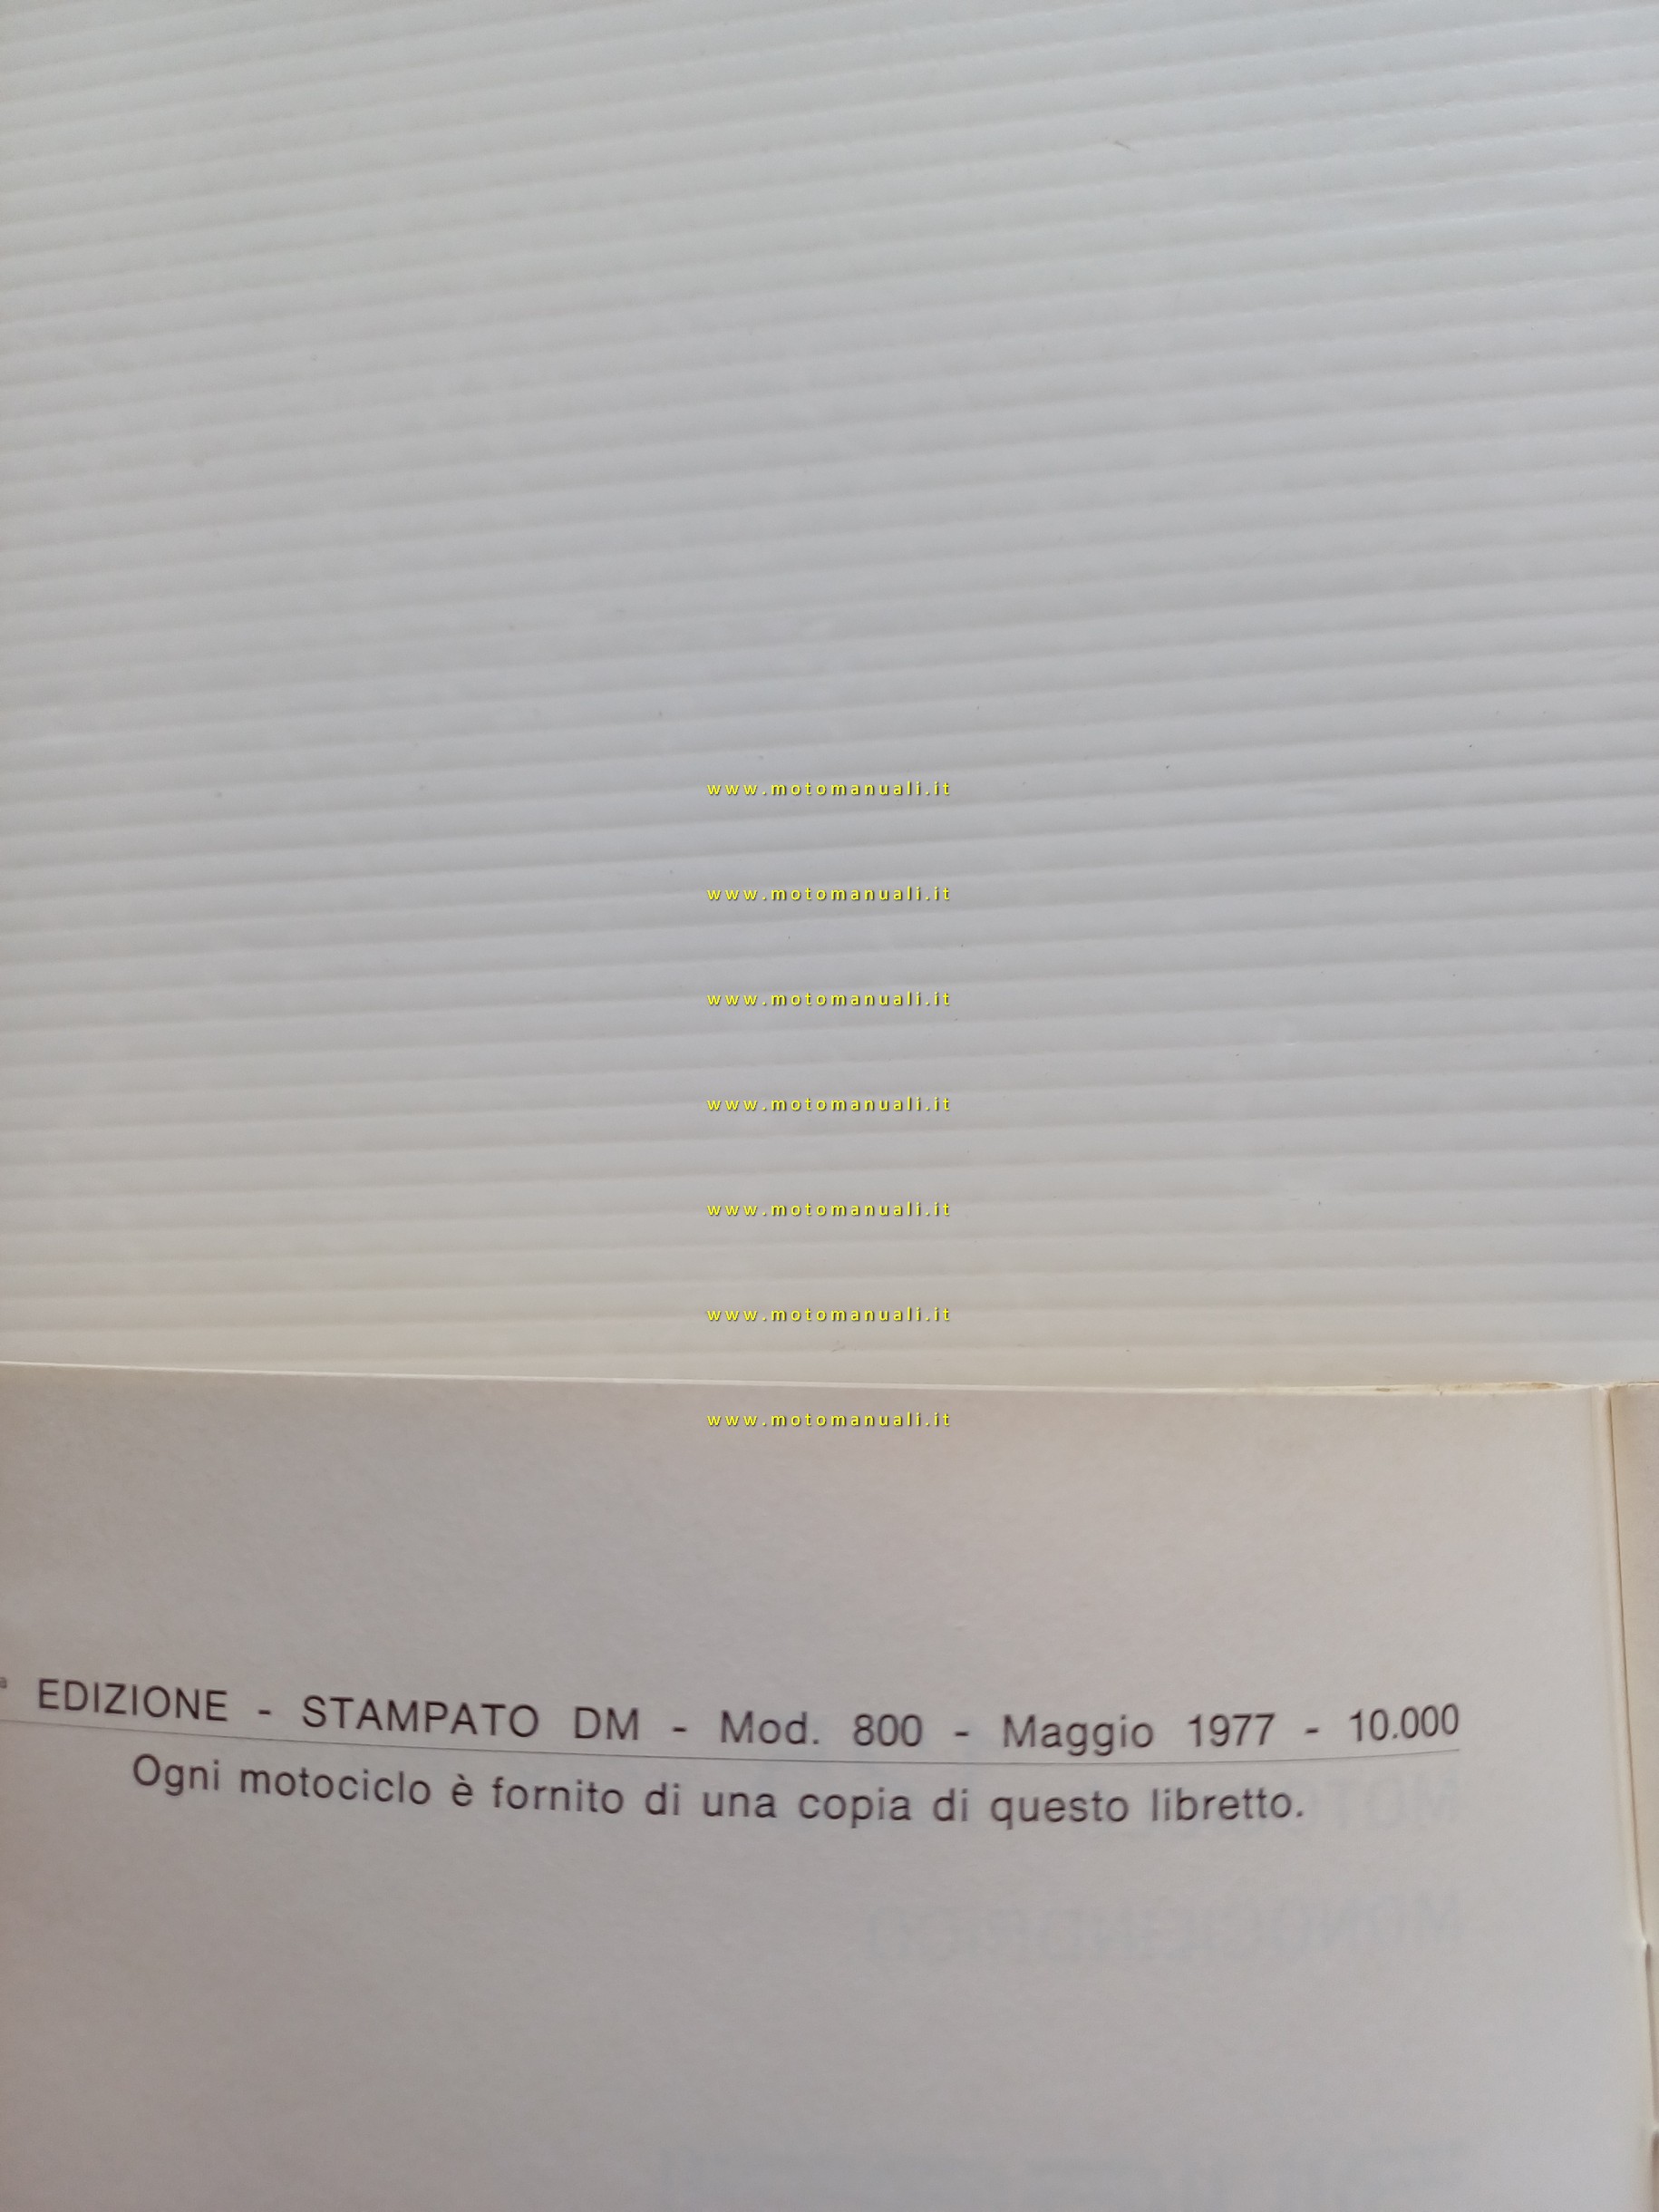 www.motomanuali.it
www.motomanuali.it
www.motomanuali.it
www.motomanuali.it
www.motomanuali.it
www.motomanuali.it
www.motomanuali.it
ª EDIZIONE - STAMPATO DM - Mod. 800 - Maggio 1977 - 10.000
Ogni motociclo è fornito di una copia di questo libretto.